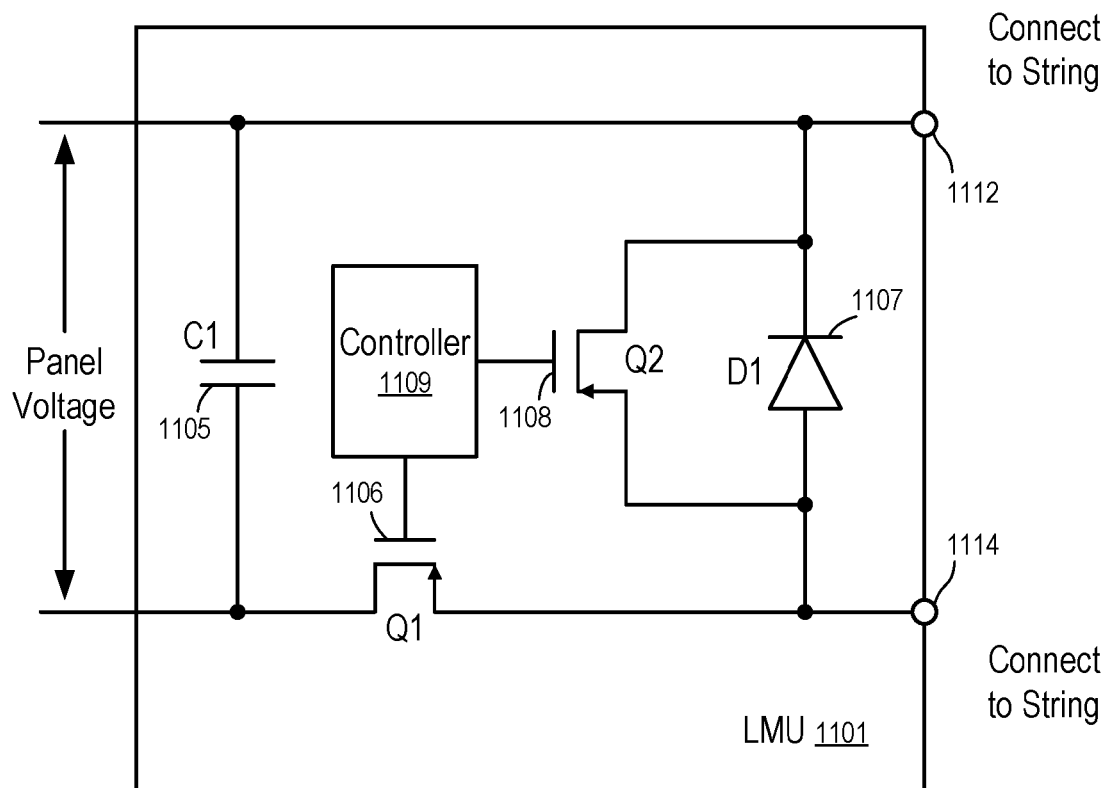 Connect
to String
1112
1107
Controller
1109
C1
Q2
D1
Panel
Voltage
1105
1108
1106
1114
Q1
Connect
to String
LMU 1101